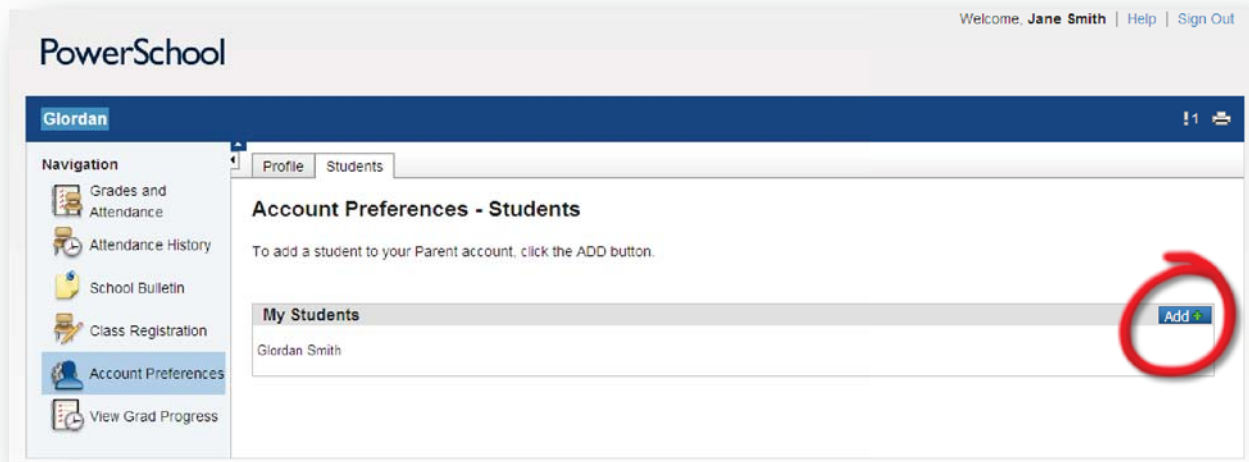 Welcome, Jane Smith | Help | Sign Out
PowerSchool
Glordan
!1
Navigation
Grades and
Attendance
Attendance History
School Bulletin
Class Registration
Account Preferences
View Grad Progress
Profile Students
Account Preferences - Students
To add a student to your Parent account, click the ADD button.
My Students
Add +
Glordan Smith